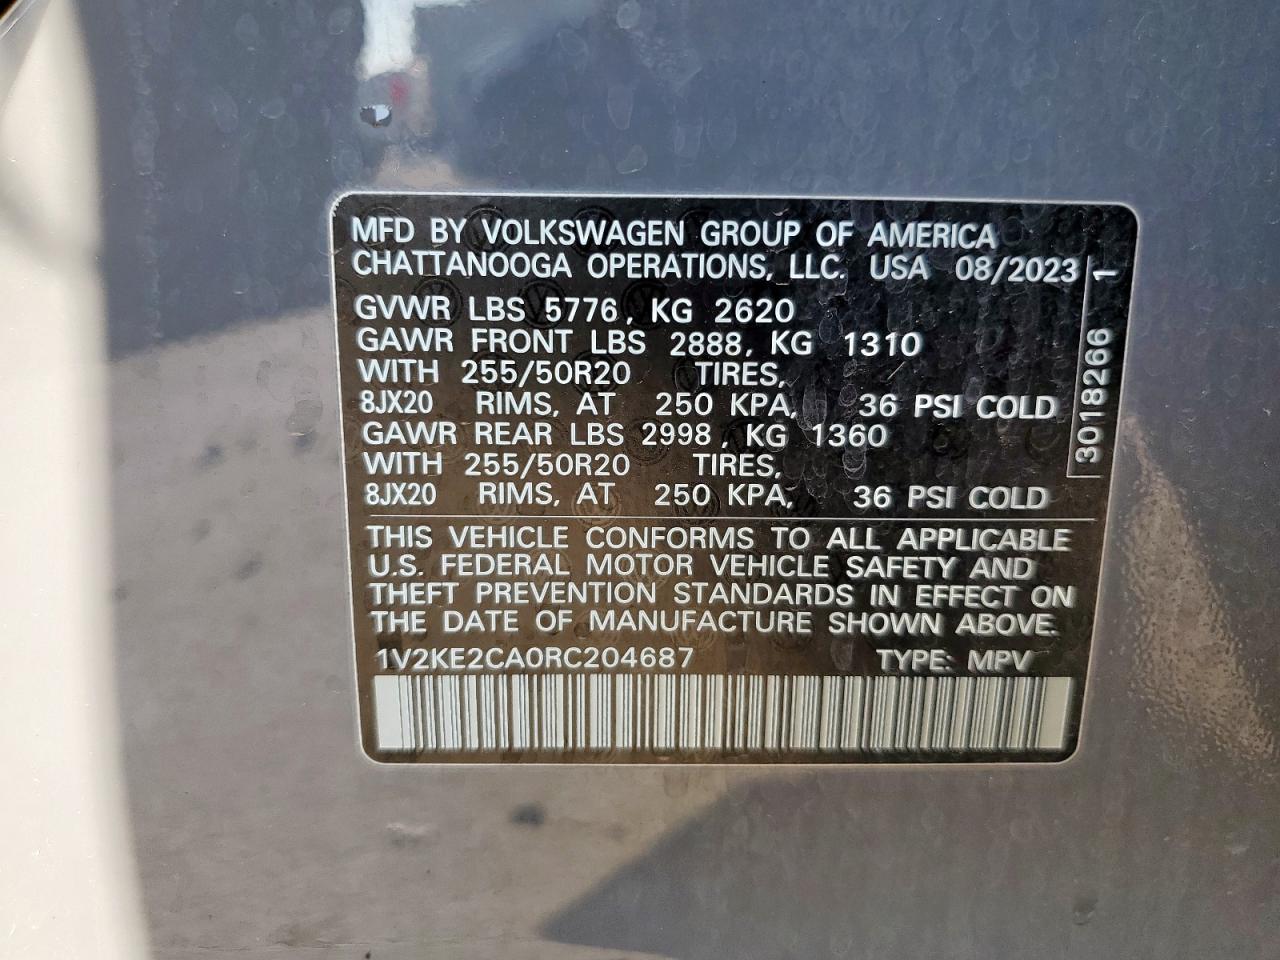 MFD BY VOLKSWAGEN GROUP OF AMERICA
CHATTANOOGA OPERATIONS, LLC. USA 08/2023
GVWR LBS 5776, KG 2620
GAWR FRONT LBS 2888, KG 1310
WITH 255/50R20 TIRES,
8JX20 RIMS, AT 250 KPA, 36 PSI COLD
GAWR REAR LBS 2998, KG 1360
WITH 255/50R20 TIRES,
8JX20 RIMS, AT 250 KPA, 36 PSI COLD
THIS VEHICLE CONFORMS TO ALL APPLICABLE
U.S. FEDERAL MOTOR VEHICLE SAFETY AND
THEFT PREVENTION STANDARDS IN EFFECT ON
THE DATE OF MANUFACTURE SHOWN ABOVE.
1V2KE2CA0RC204687 TYPE: MPV
3018266 1